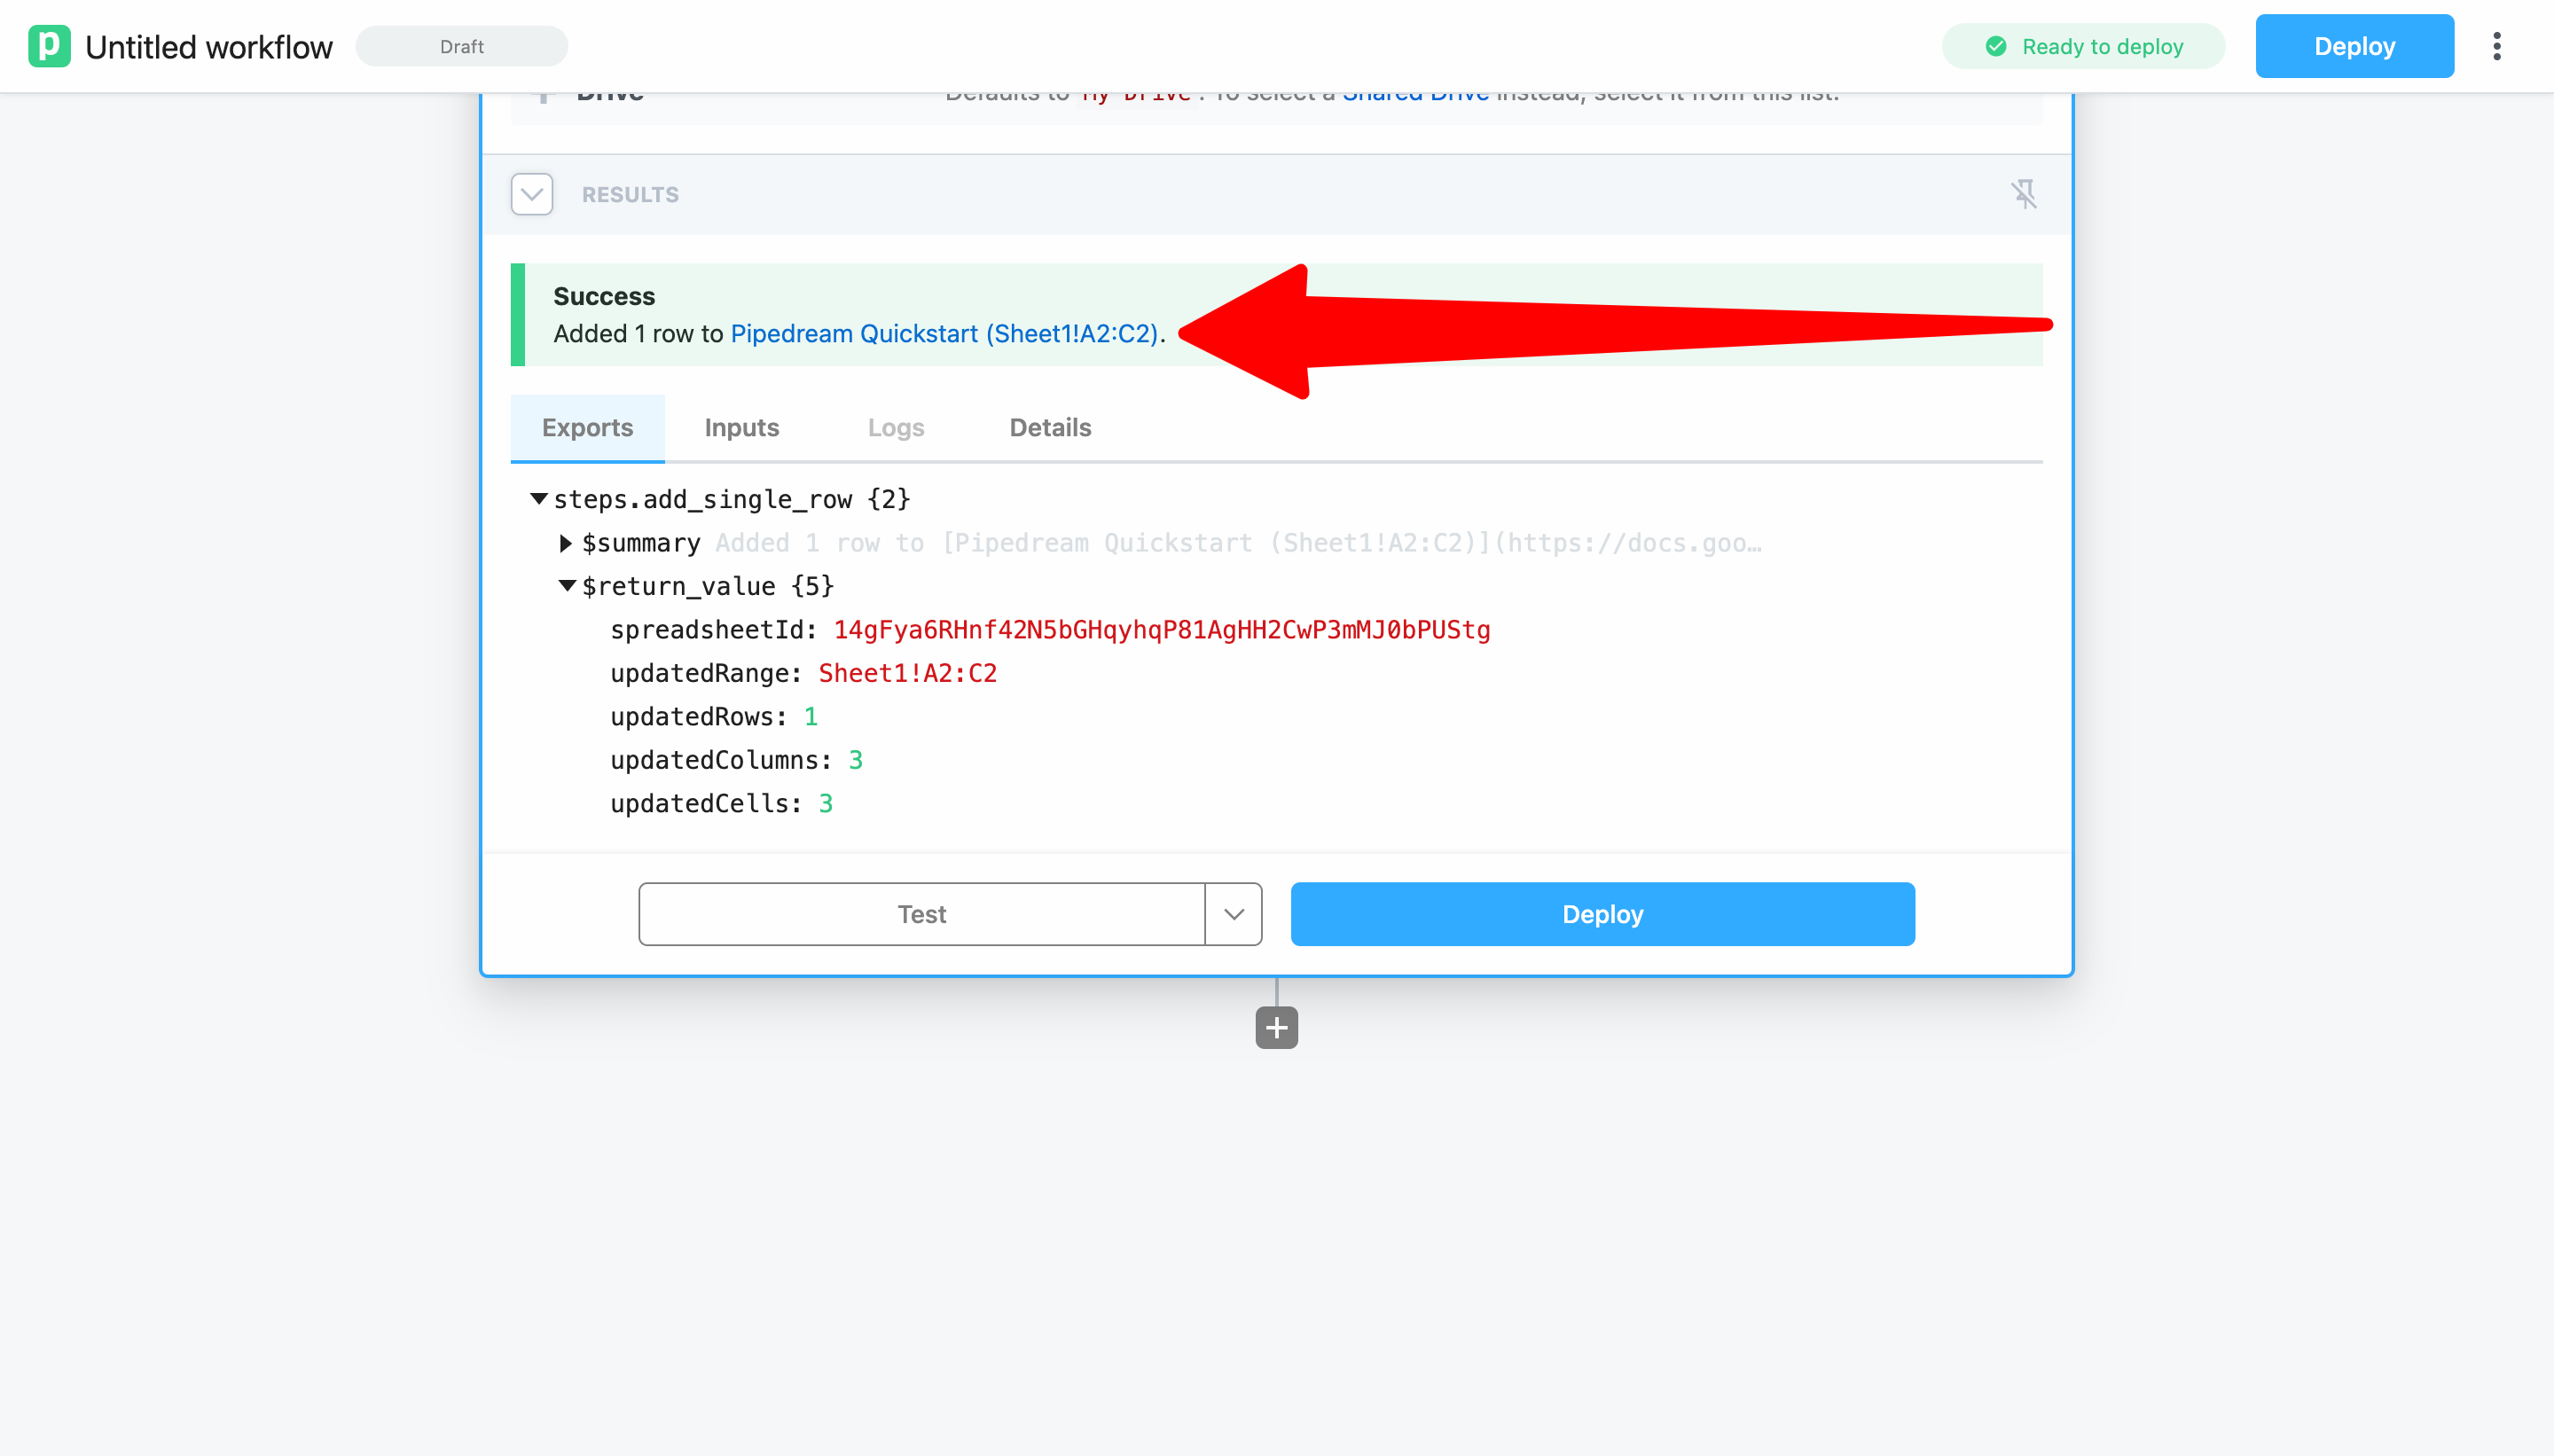 p Untitled workflow Draft Ready to deploy Deploy
Drive Defaults to My Drive. To select a Shared Drive instead, select it from this list.
RESULTS
Success
Added 1 row to Pipedream Quickstart (Sheet1!A2:C2).
Exports Inputs Logs Details
steps.add_single_row {2}
$summary Added 1 row to [Pipedream Quickstart (Sheet1!A2:C2)](https://docs.goo…
$return_value {5}
spreadsheetId: 14gFya6RHnf42N5bGHqyhqP81AgHH2CwP3mMJ0bPUStg
updatedRange: Sheet1!A2:C2
updatedRows: 1
updatedColumns: 3
updatedCells: 3
Test Deploy